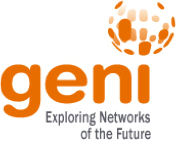 geni
Exploring Networks
of the Future